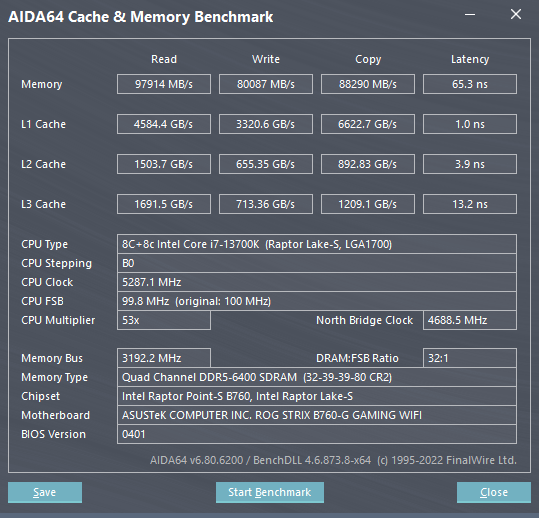 AIDA64 Cache & Memory Benchmark
Read Write Copy Latency
Memory 97914 MB/s 80087 MB/s 88290 MB/s 65.3 ns
L1 Cache 4584.4 GB/s 3320.6 GB/s 6622.7 GB/s 1.0 ns
L2 Cache 1503.7 GB/s 655.35 GB/s 892.83 GB/s 3.9 ns
L3 Cache 1691.5 GB/s 713.36 GB/s 1209.1 GB/s 13.2 ns
CPU Type 8C+8c Intel Core i7-13700K (Raptor Lake-S, LGA1700)
CPU Stepping B0
CPU Clock 5287.1 MHz
CPU FSB 99.8 MHz (original: 100 MHz)
CPU Multiplier 53x North Bridge Clock 4688.5 MHz
Memory Bus 3192.2 MHz DRAM:FSB Ratio 32:1
Memory Type Quad Channel DDR5-6400 SDRAM (32-39-39-80 CR2)
Chipset Intel Raptor Point-S B760, Intel Raptor Lake-S
Motherboard ASUSTeK COMPUTER INC. ROG STRIX B760-G GAMING WIFI
BIOS Version 0401
AIDA64 v6.80.6200 / BenchDLL 4.6.873.8-x64 (c) 1995-2022 FinalWire Ltd.
Save Start Benchmark Close